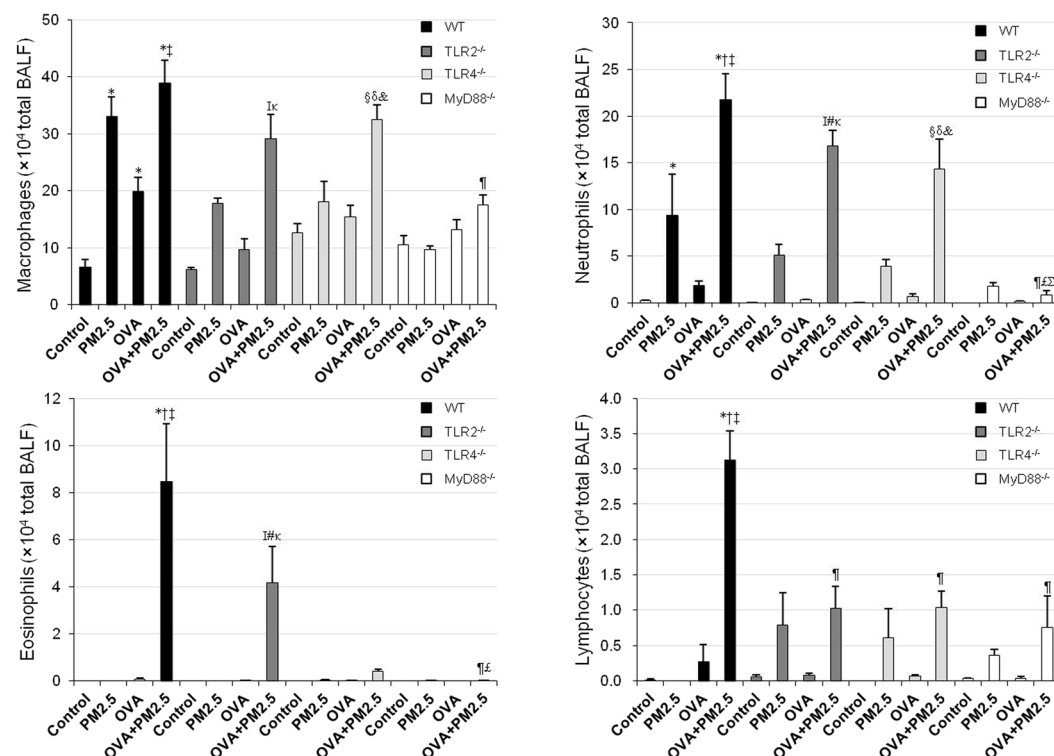 Macrophages (×10⁴ total BALF)
50
40
30
20
10
0
WT
TLR2-/-
TLR4-/-
MyD88-/-
*
*
*‡
Iκ
§δ&
¶
Control
PM2.5
OVA
OVA+PM2.5
Control
PM2.5
OVA
OVA+PM2.5
Control
PM2.5
OVA
OVA+PM2.5
Control
PM2.5
OVA
OVA+PM2.5
Neutrophils (×10⁴ total BALF)
30
25
20
15
10
5
0
WT
TLR2-/-
TLR4-/-
MyD88-/-
*
*†‡
I#κ
§δ&
¶£Σ
Control
PM2.5
OVA
OVA+PM2.5
Control
PM2.5
OVA
OVA+PM2.5
Control
PM2.5
OVA
OVA+PM2.5
Control
PM2.5
OVA
OVA+PM2.5
Eosinophils (×10⁴ total BALF)
12
10
8
6
4
2
0
WT
TLR2-/-
TLR4-/-
MyD88-/-
*†‡
I#κ
¶£
Control
PM2.5
OVA
OVA+PM2.5
Control
PM2.5
OVA
OVA+PM2.5
Control
PM2.5
OVA
OVA+PM2.5
Control
PM2.5
OVA
OVA+PM2.5
Lymphocytes (×10⁴ total BALF)
4.0
3.5
3.0
2.5
2.0
1.5
1.0
0.5
0.0
WT
TLR2-/-
TLR4-/-
MyD88-/-
*†‡
¶
¶
¶
Control
PM2.5
OVA
OVA+PM2.5
Control
PM2.5
OVA
OVA+PM2.5
Control
PM2.5
OVA
OVA+PM2.5
Control
PM2.5
OVA
OVA+PM2.5